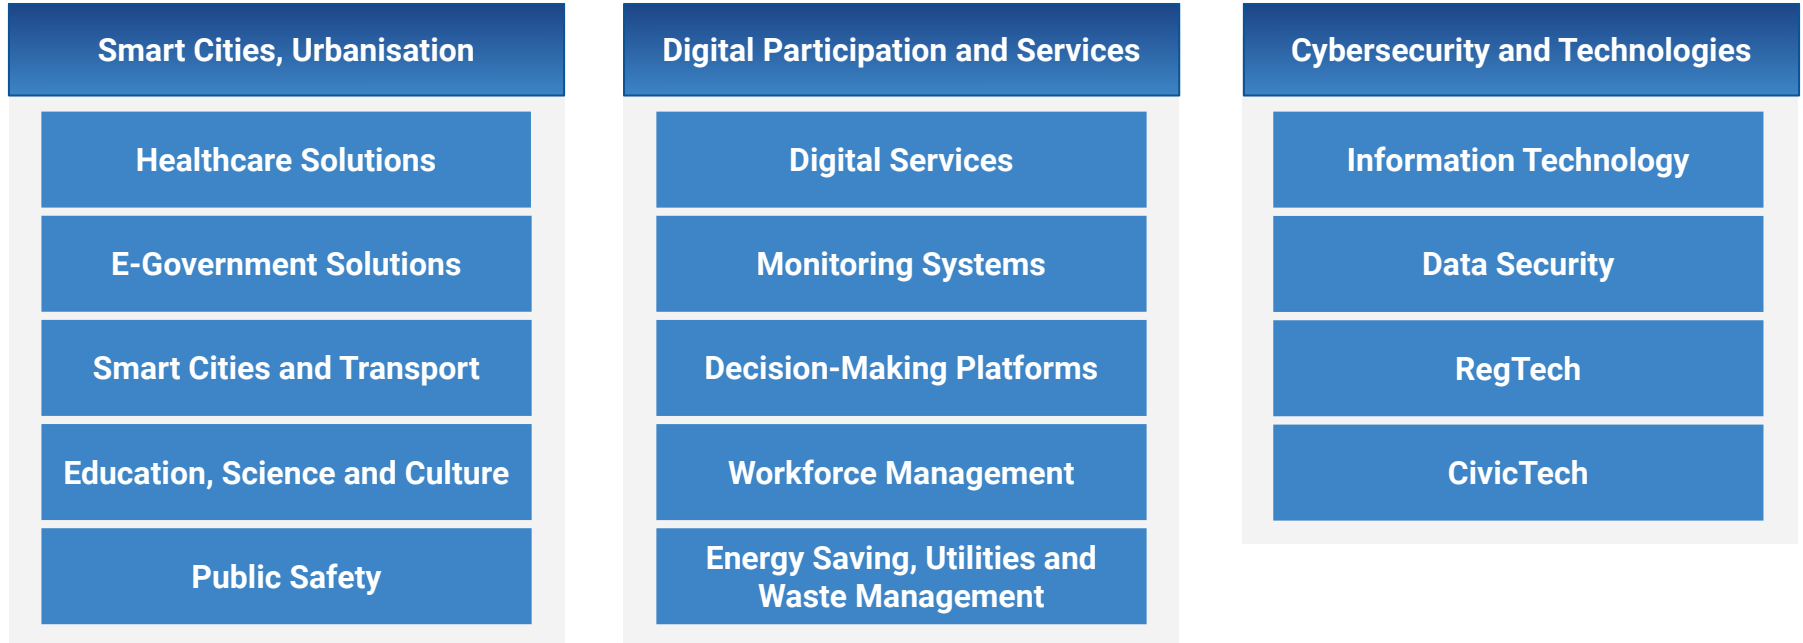 Smart Cities, Urbanisation
Healthcare Solutions
E-Government Solutions
Smart Cities and Transport
Education, Science and Culture
Public Safety
Digital Participation and Services
Digital Services
Monitoring Systems
Decision-Making Platforms
Workforce Management
Energy Saving, Utilities and
Waste Management
Cybersecurity and Technologies
Information Technology
Data Security
RegTech
CivicTech